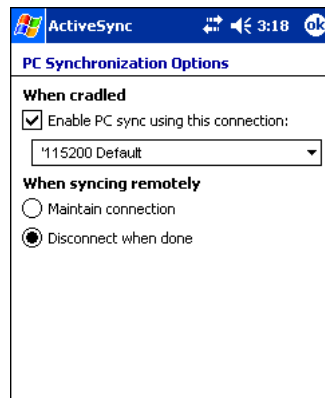 ActiveSync 3:18 ok
PC Synchronization Options
When cradled
Enable PC sync using this connection:
'115200 Default
When syncing remotely
Maintain connection
Disconnect when done